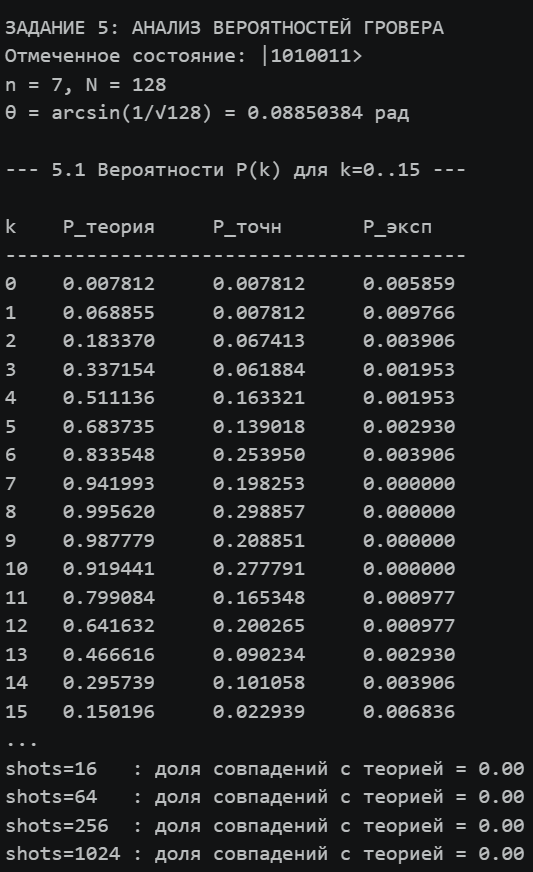 ЗАДАНИЕ 5: АНАЛИЗ ВЕРОЯТНОСТЕЙ ГРОВЕРА
Отмеченное состояние: |1010011>
n = 7, N = 128
θ = arcsin(1/√128) = 0.08850384 рад
--- 5.1 Вероятности P(k) для k=0..15 ---
k    P_теория     P_точн       P_эксп
----------------------------------------
0    0.007812     0.007812     0.005859
1    0.068855     0.007812     0.009766
2    0.183370     0.067413     0.003906
3    0.337154     0.061884     0.001953
4    0.511136     0.163321     0.001953
5    0.683735     0.139018     0.002930
6    0.833548     0.253950     0.003906
7    0.941993     0.198253     0.000000
8    0.995620     0.298857     0.000000
9    0.987779     0.208851     0.000000
10   0.919441     0.277791     0.000000
11   0.799084     0.165348     0.000977
12   0.641632     0.200265     0.000977
13   0.466616     0.090234     0.002930
14   0.295739     0.101058     0.003906
15   0.150196     0.022939     0.006836
...
shots=16   : доля совпадений с теорией = 0.00
shots=64   : доля совпадений с теорией = 0.00
shots=256  : доля совпадений с теорией = 0.00
shots=1024 : доля совпадений с теорией = 0.00